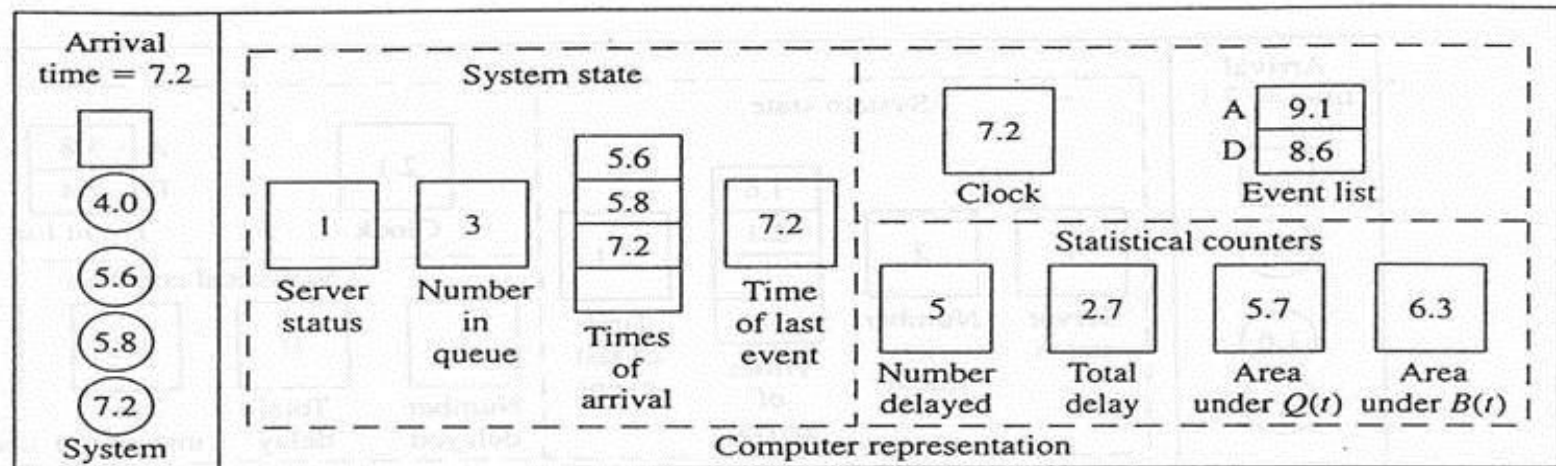 Arrival
time = 7.2
4.0
5.6
5.8
7.2
System
System state
1
Server
status
3
Number
in
queue
5.6
5.8
7.2
Times
of
arrival
7.2
Time
of last
event
7.2
Clock
A 9.1
D 8.6
Event list
Statistical counters
5
Number
delayed
2.7
Total
delay
5.7
Area
under Q(t)
6.3
Area
under B(t)
Computer representation